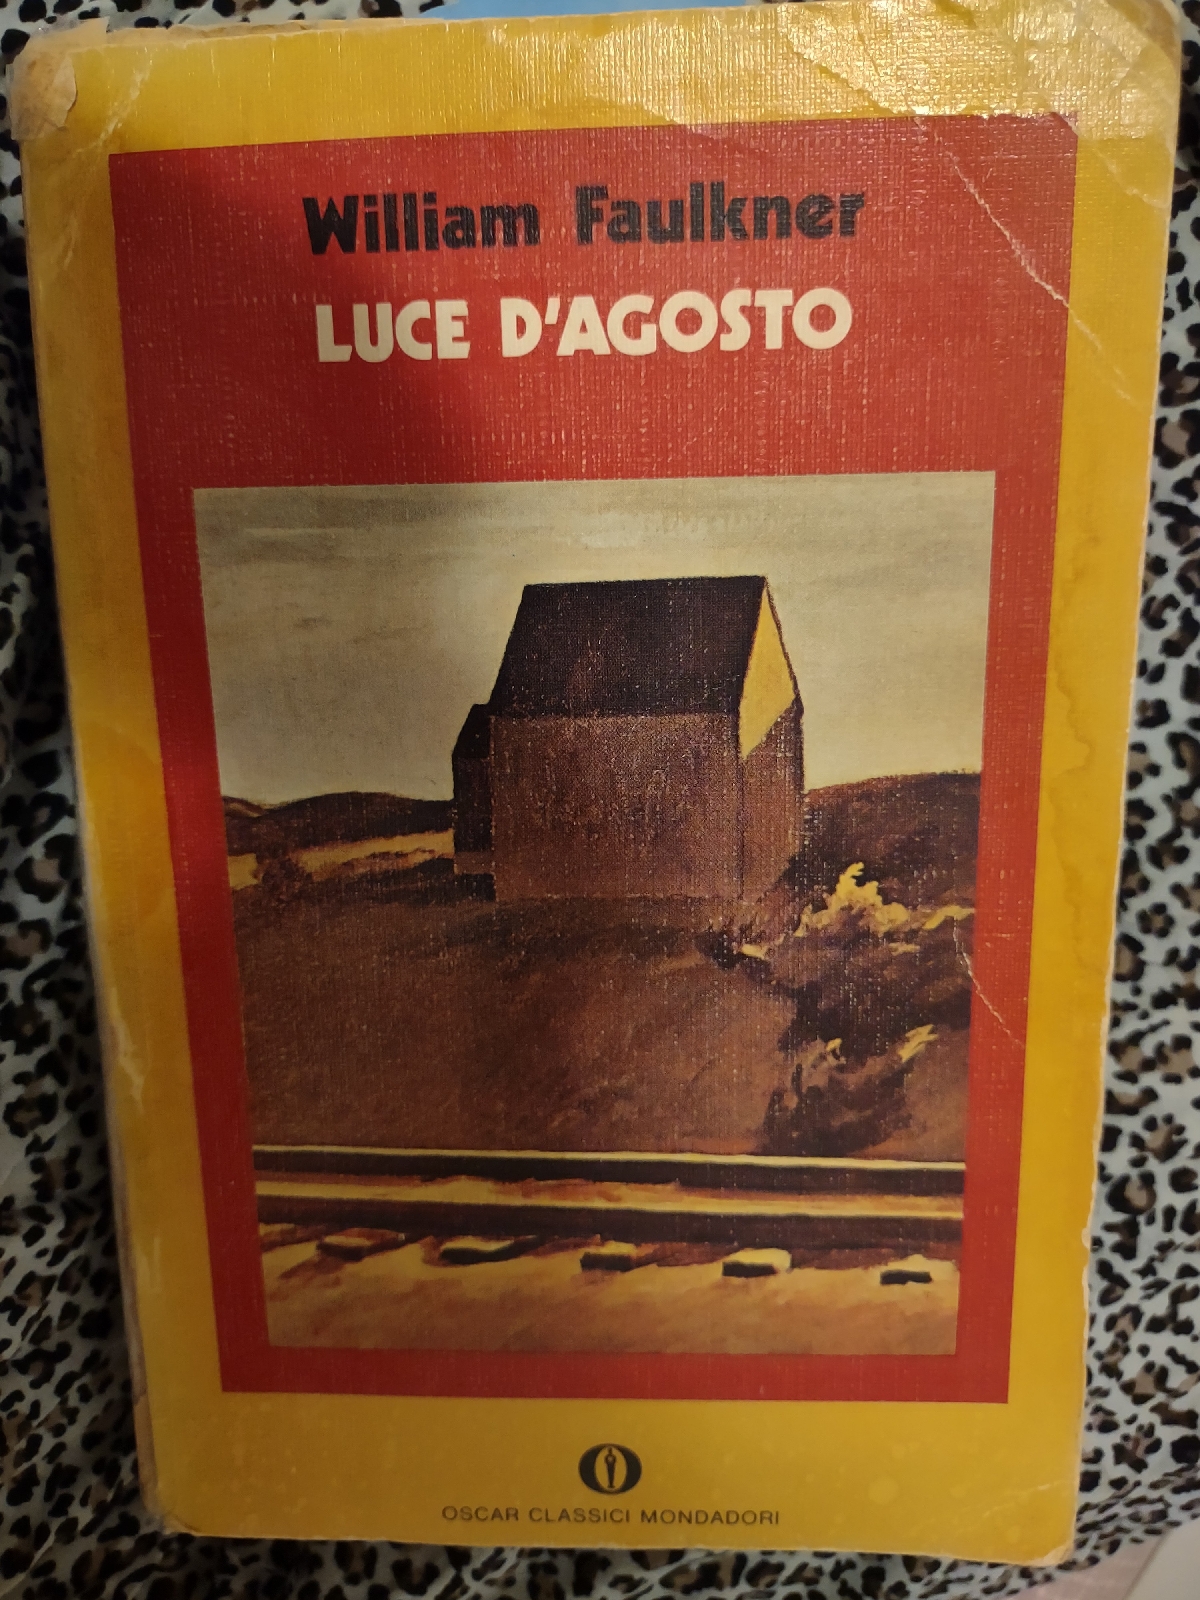 William Faulkner
LUCE D'AGOSTO
OSCAR CLASSICI MONDADORI